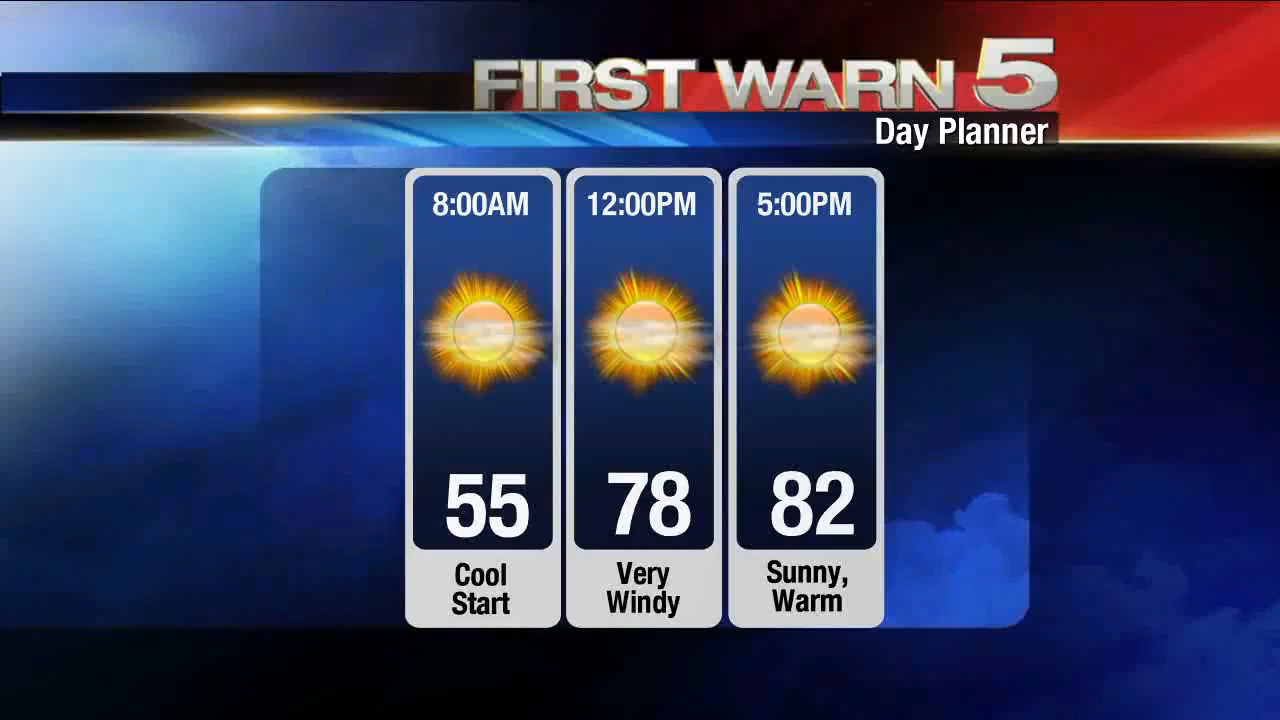 FIRST WARN 5
Day Planner
8:00AM
12:00PM
5:00PM
55
78
82
Cool
Start
Very
Windy
Sunny,
Warm